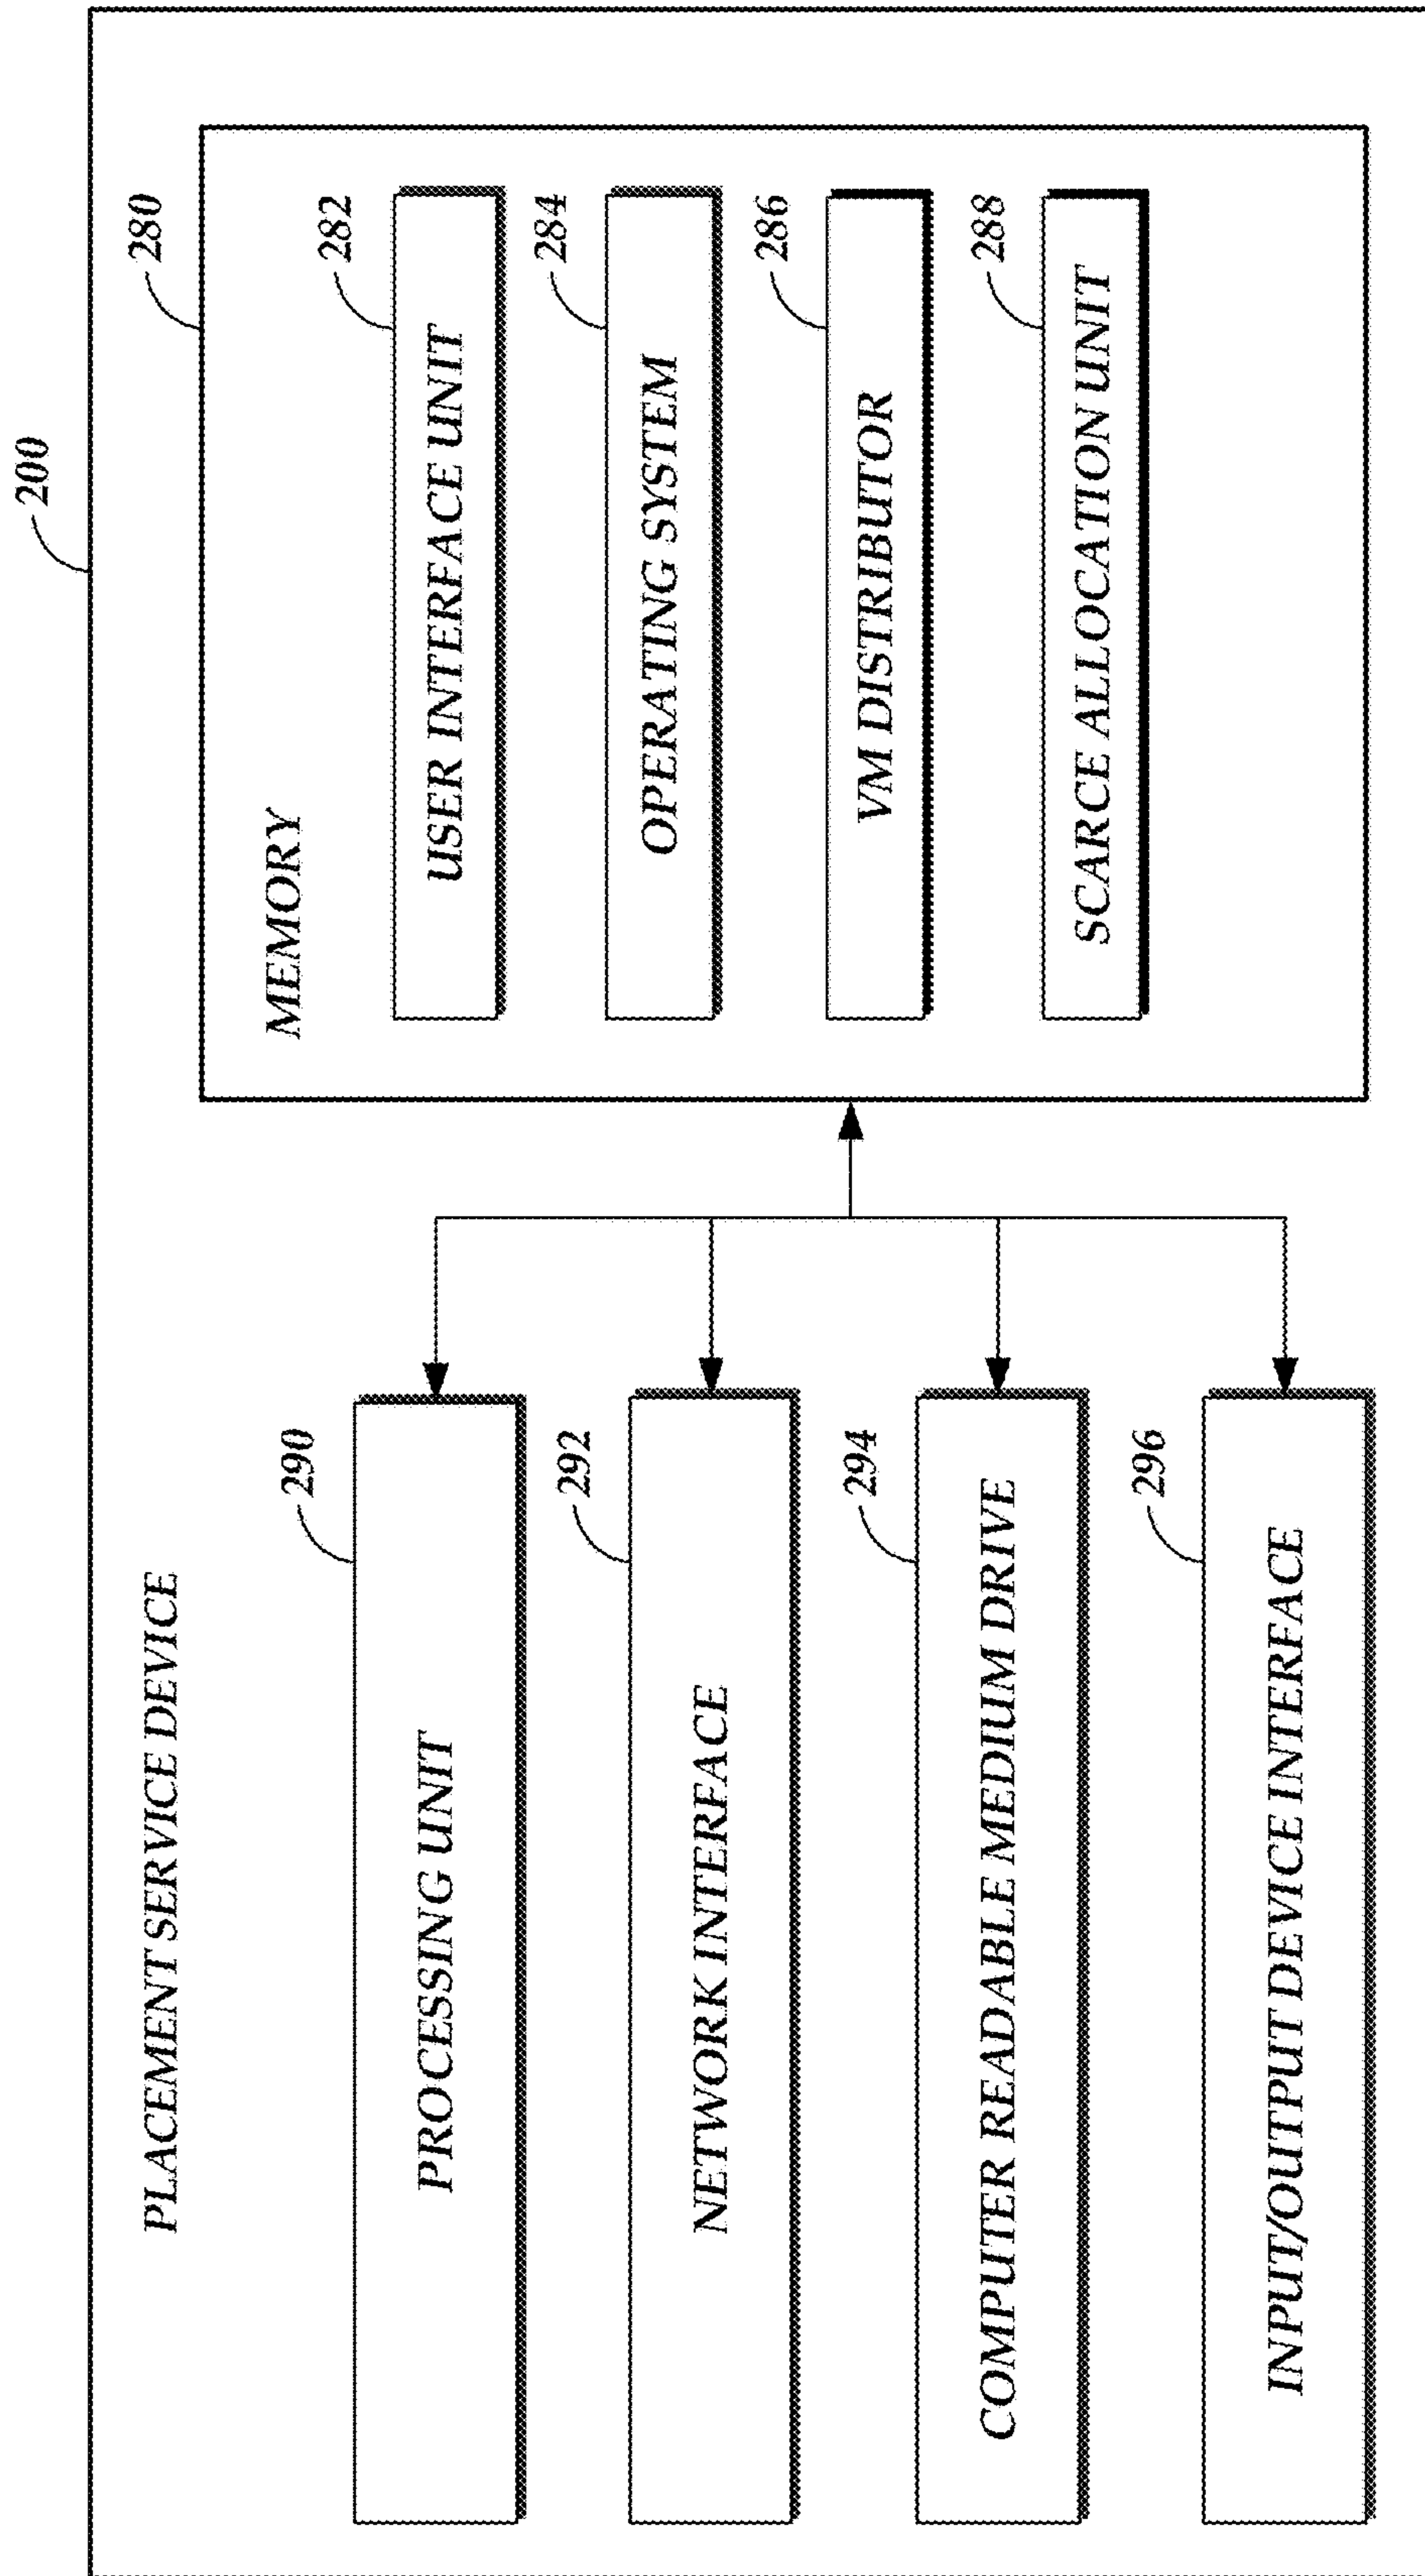 200
PLACEMENT SERVICE DEVICE
280
MEMORY
290
PROCESSING UNIT
292
NETWORK INTERFACE
294
COMPUTER READABLE MEDIUM DRIVE
296
INPUT/OUTPUT DEVICE INTERFACE
282
USER INTERFACE UNIT
284
OPERATING SYSTEM
286
VM DISTRIBUTOR
288
SCARCE ALLOCATION UNIT